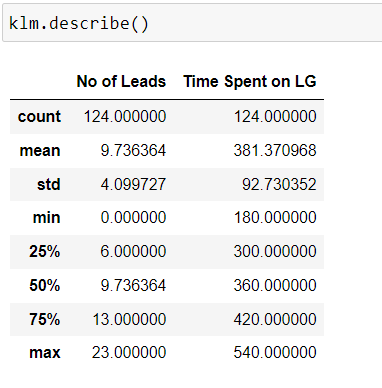 klm.describe()
No of Leads Time Spent on LG
count 124.000000 124.000000
mean 9.736364 381.370968
std 4.099727 92.730352
min 0.000000 180.000000
25% 6.000000 300.000000
50% 9.736364 360.000000
75% 13.000000 420.000000
max 23.000000 540.000000